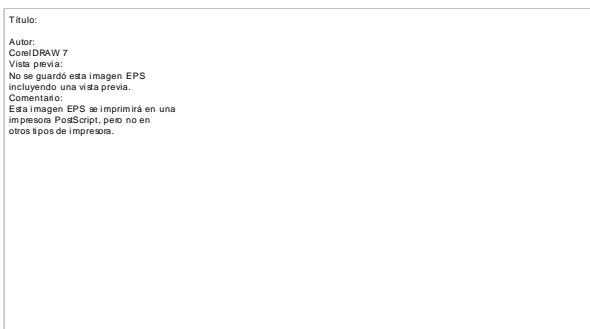 Título:
Autor:
CorelDRAW 7
Vista previa:
No se guardó esta imagen EPS
incluyendo una vista previa.
Comentario:
Esta imagen EPS se imprimirá en una
impresora PostScript, pero no en
otros tipos de impresora.